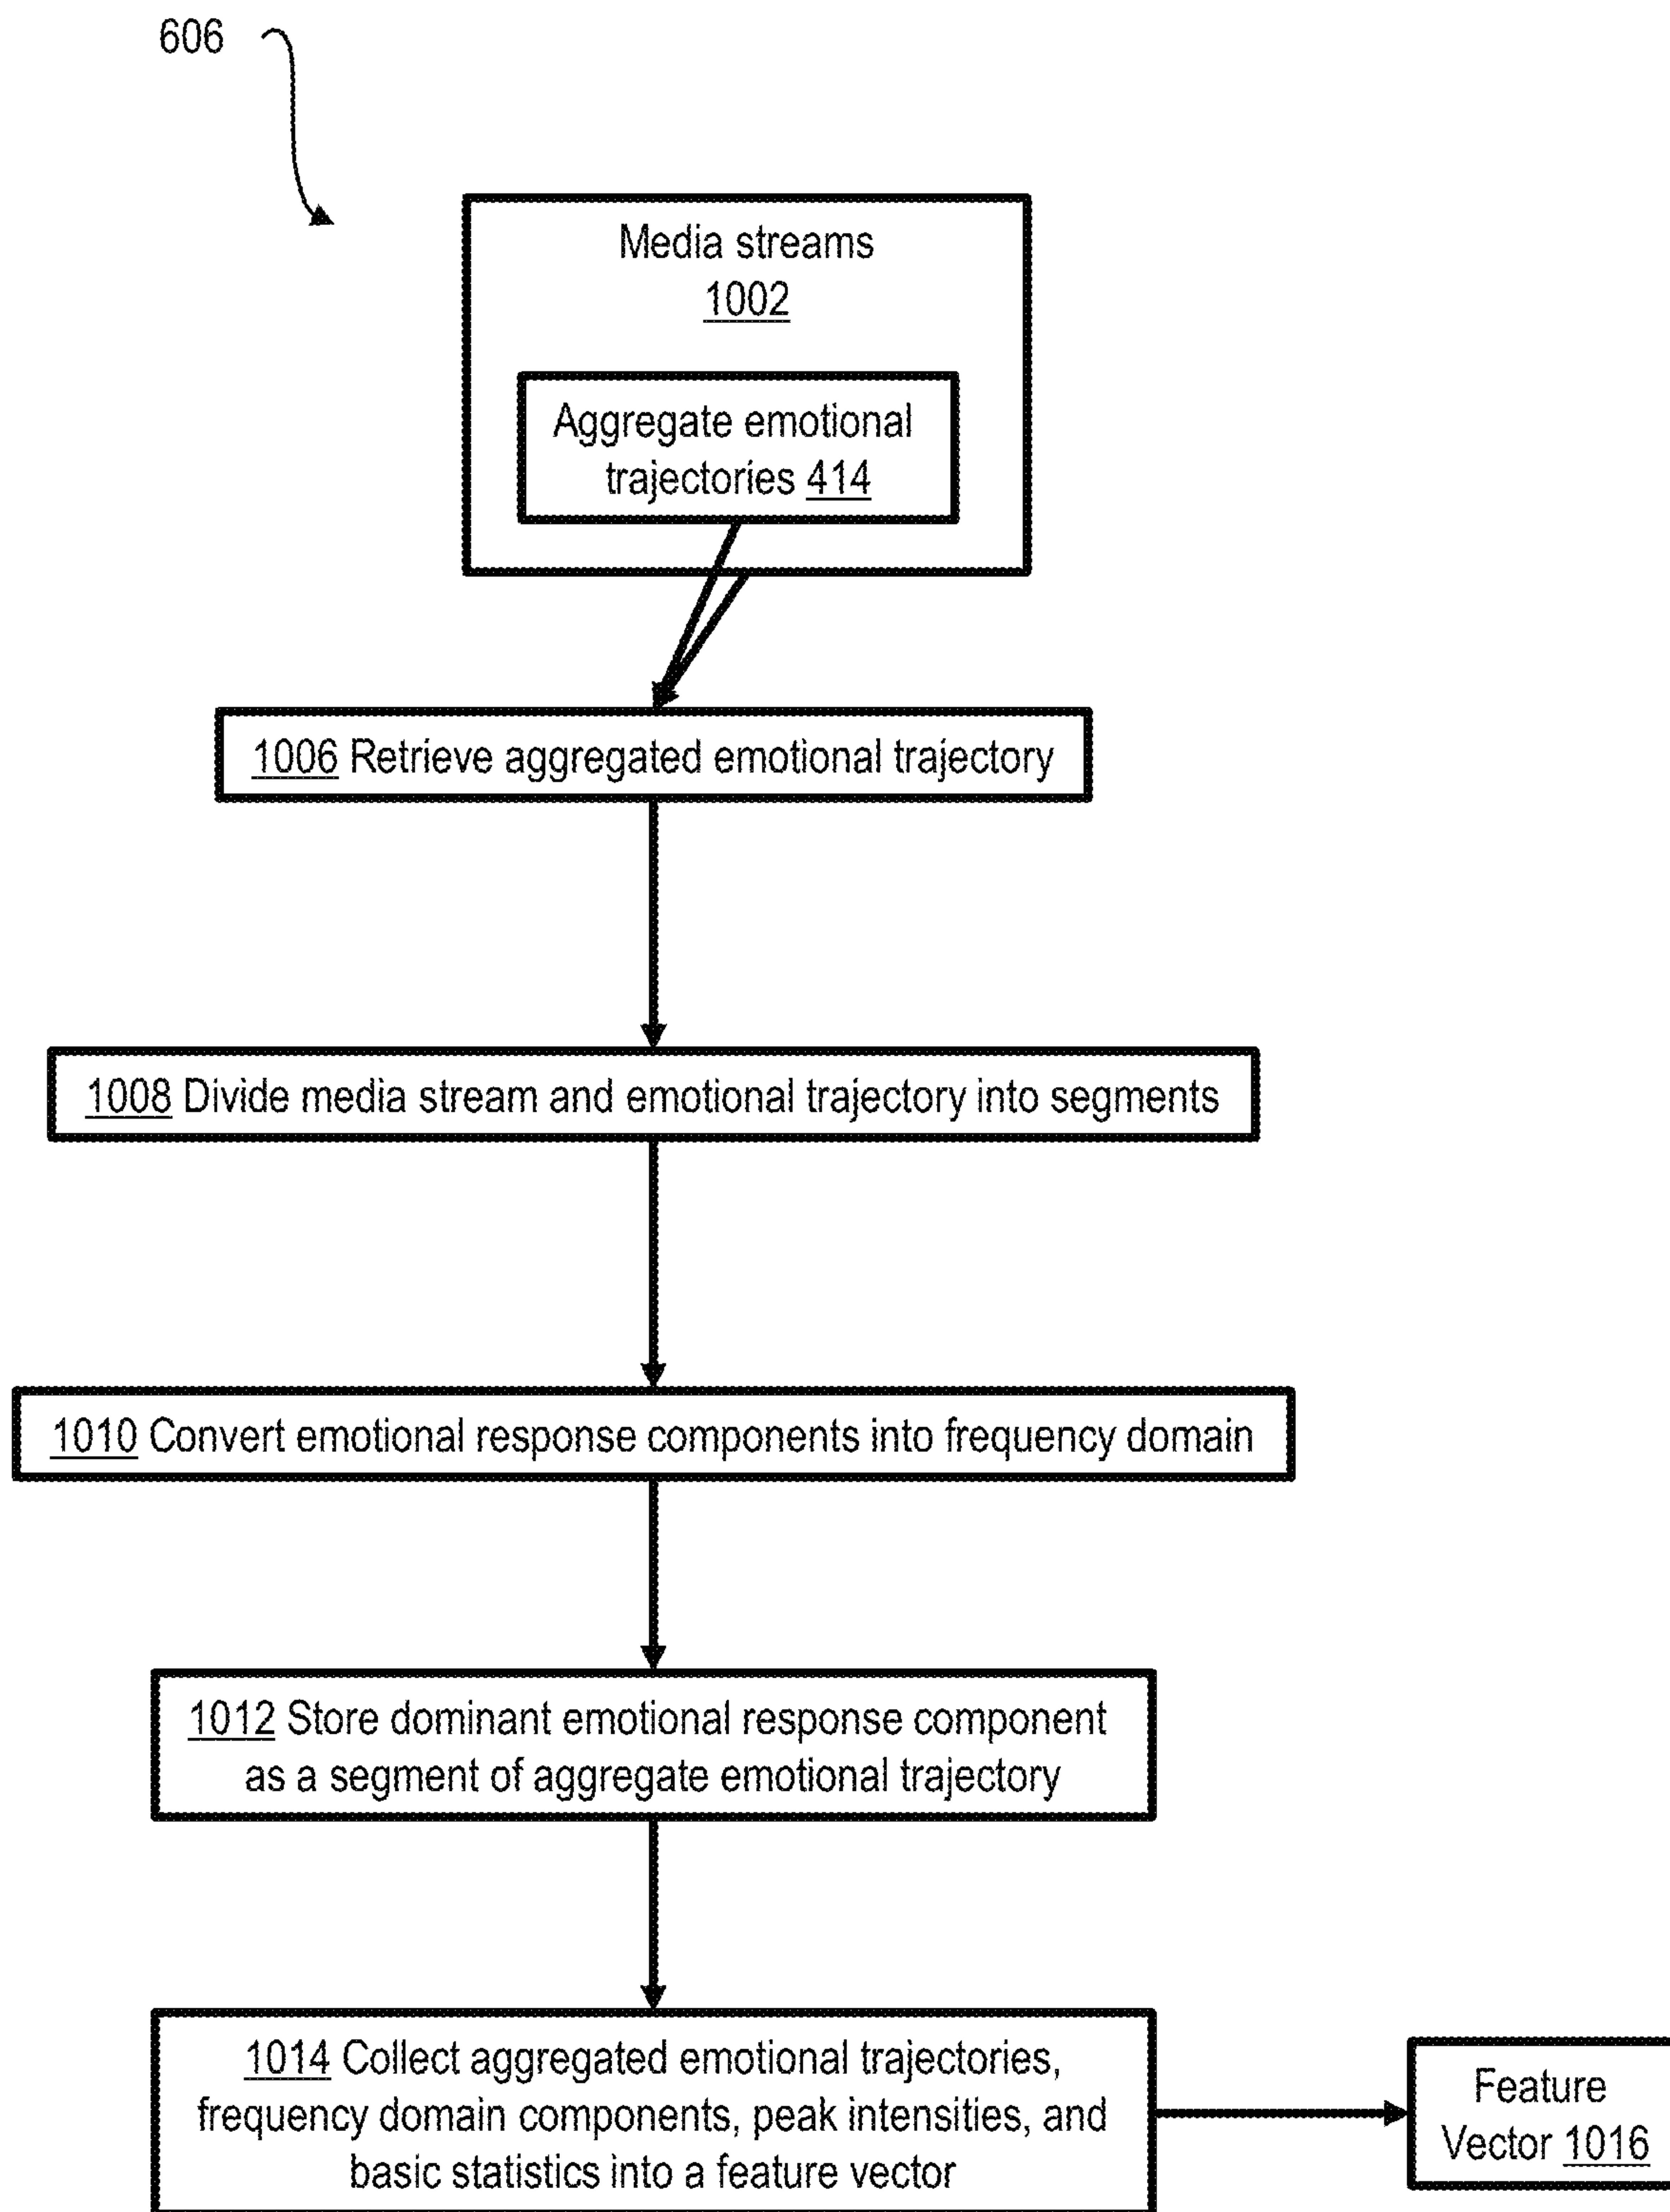 606
Media streams
1002
Aggregate emotional
trajectories 414
1006 Retrieve aggregated emotional trajectory
1008 Divide media stream and emotional trajectory into segments
1010 Convert emotional response components into frequency domain
1012 Store dominant emotional response component
as a segment of aggregate emotional trajectory
1014 Collect aggregated emotional trajectories,
frequency domain components, peak intensities, and
basic statistics into a feature vector
Feature
Vector 1016